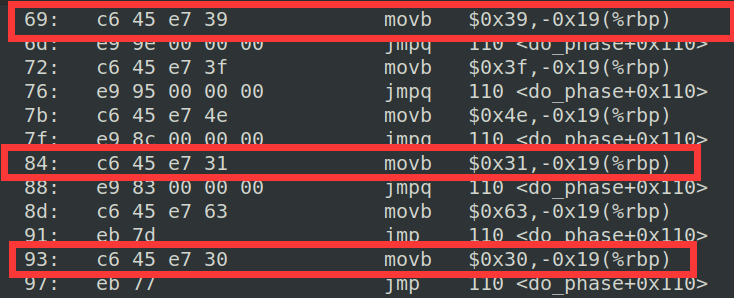 69: c6 45 e7 39 movb $0x39,-0x19(%rbp)
6d: e9 9e 00 00 00 jmpq 110 <do_phase+0x110>
72: c6 45 e7 3f movb $0x3f,-0x19(%rbp)
76: e9 95 00 00 00 jmpq 110 <do_phase+0x110>
7b: c6 45 e7 4e movb $0x4e,-0x19(%rbp)
7f: e9 8c 00 00 00 jmpq 110 <do_phase+0x110>
84: c6 45 e7 31 movb $0x31,-0x19(%rbp)
88: e9 83 00 00 00 jmpq 110 <do_phase+0x110>
8d: c6 45 e7 63 movb $0x63,-0x19(%rbp)
91: eb 7d jmp 110 <do_phase+0x110>
93: c6 45 e7 30 movb $0x30,-0x19(%rbp)
97: eb 77 jmp 110 <do_phase+0x110>